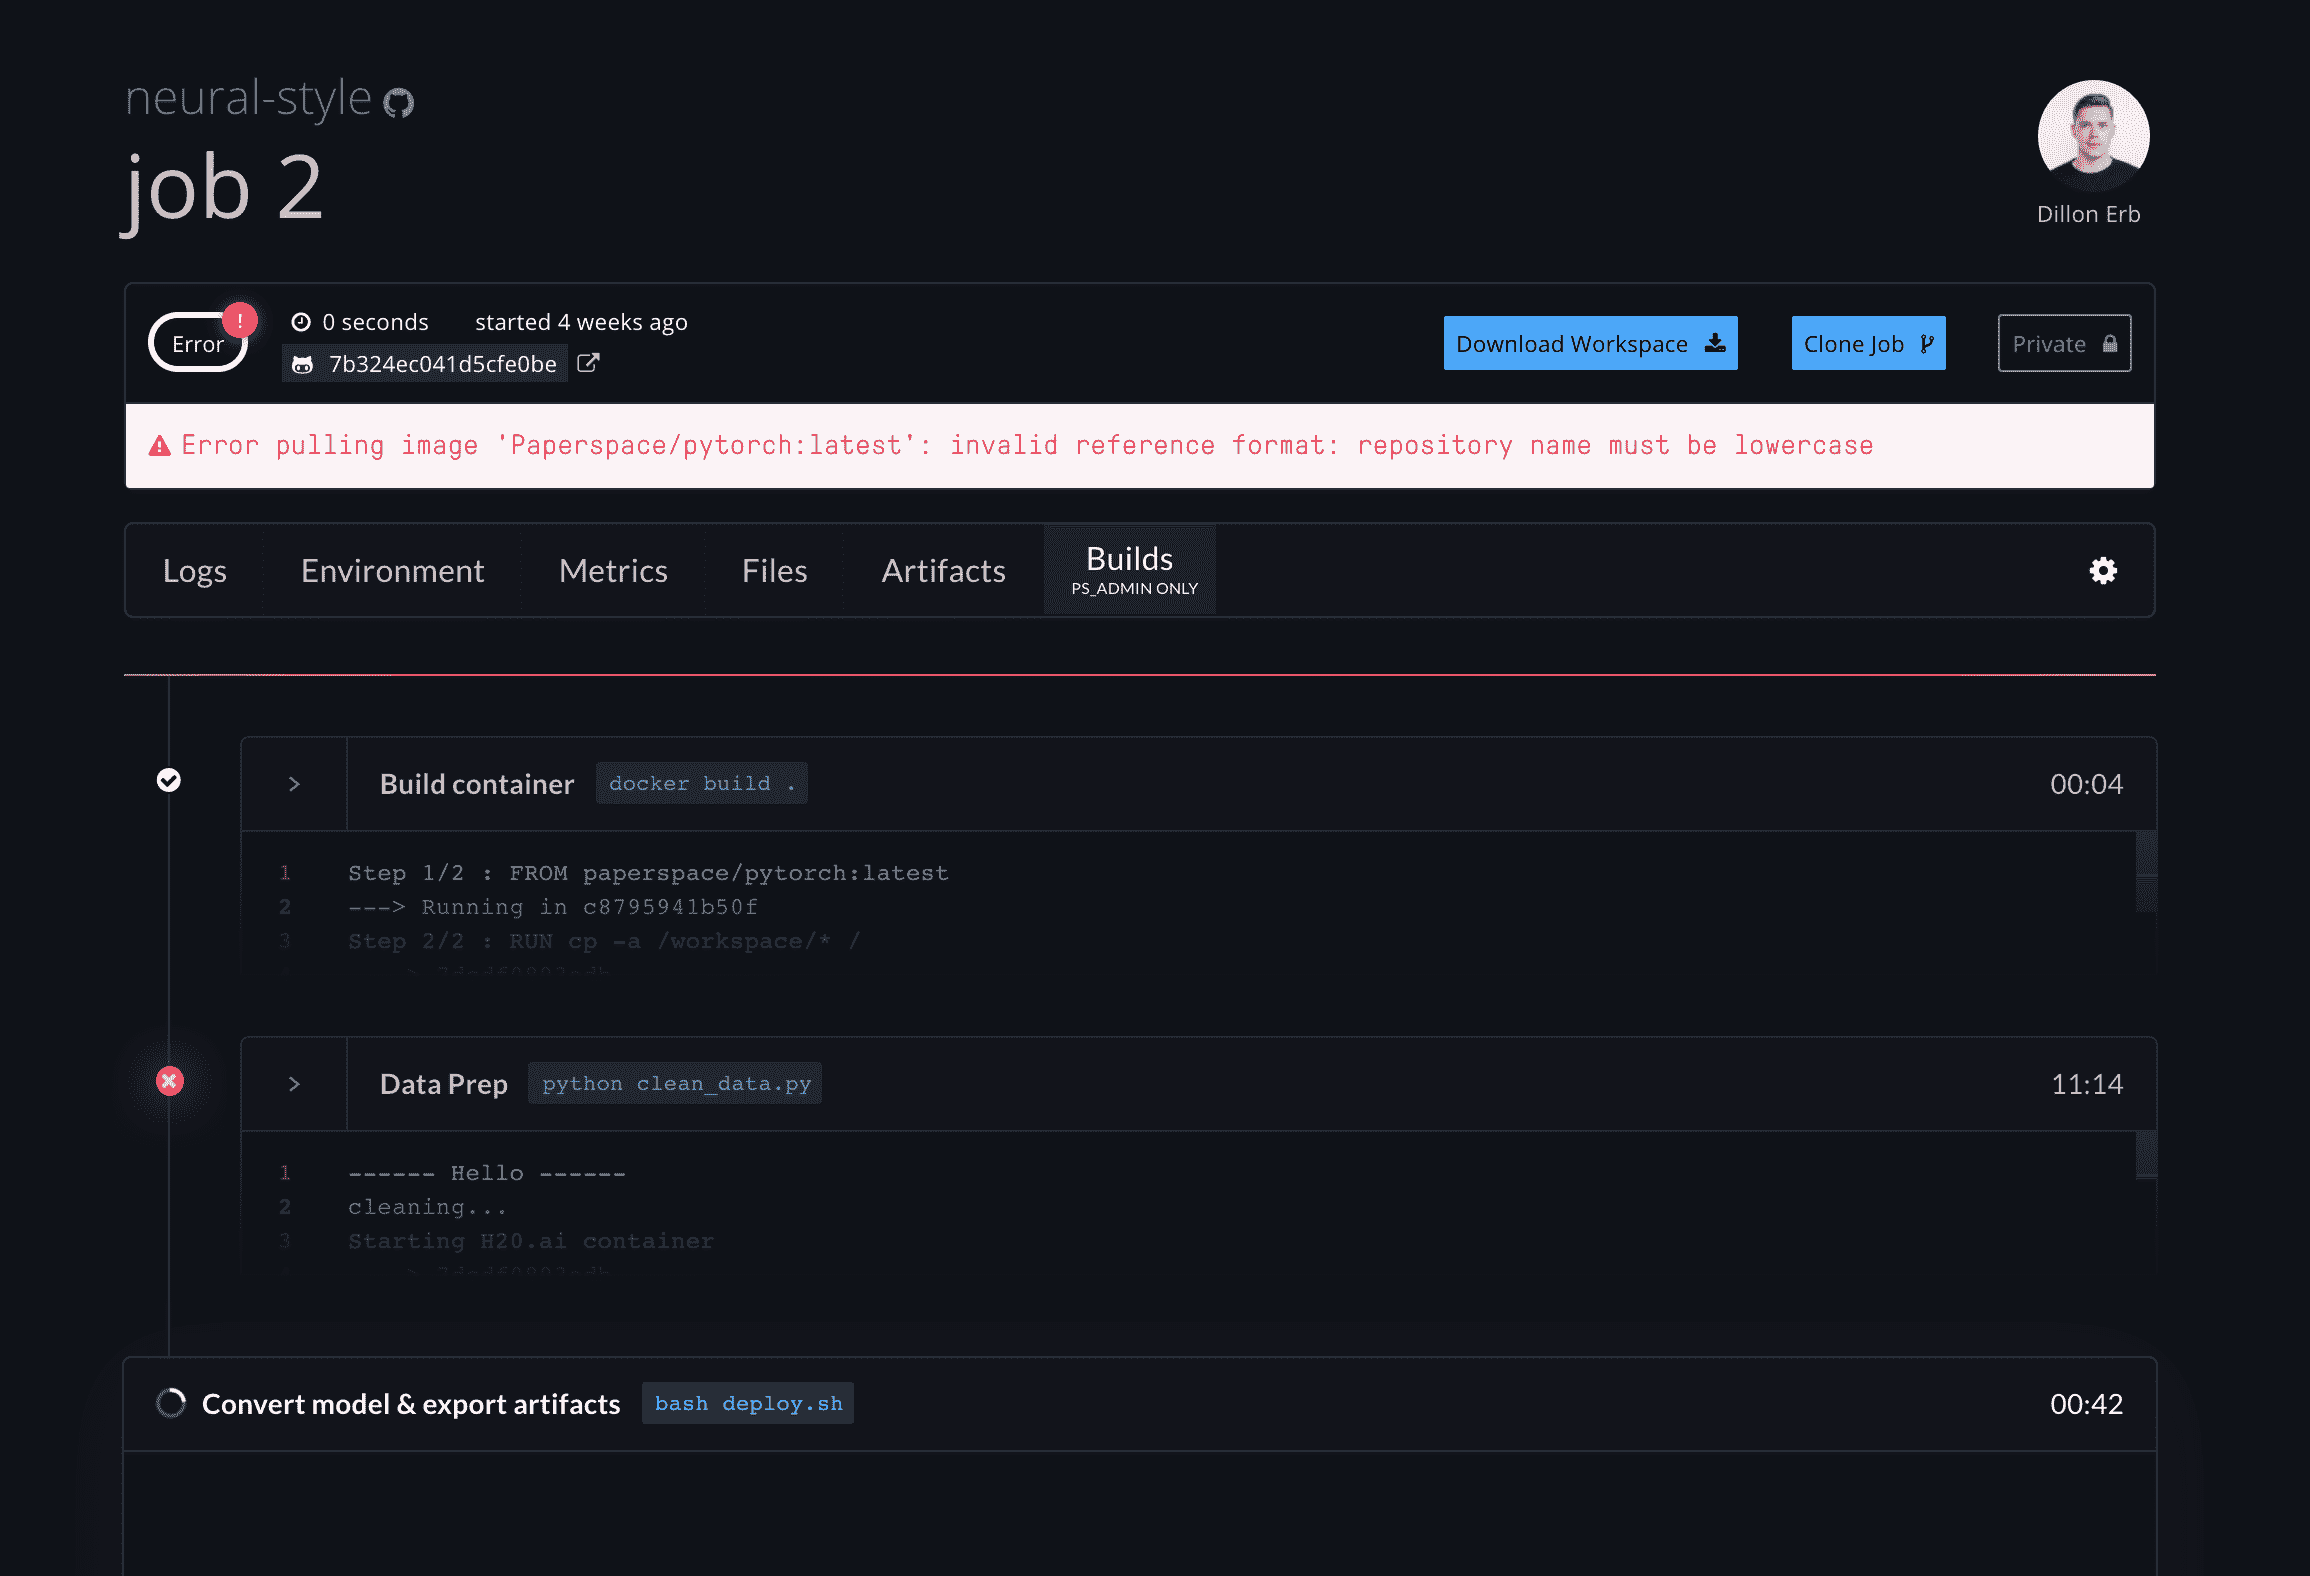 neural-style
job 2
Dillon Erb
Error
!
0 seconds started 4 weeks ago
7b324ec041d5cfe0be
Download Workspace
Clone Job
Private
Error pulling image 'Paperspace/pytorch:latest': invalid reference format: repository name must be lowercase
Logs Environment Metrics Files Artifacts Builds
PS_ADMIN ONLY
> Build container docker build . 00:04
1 Step 1/2 : FROM paperspace/pytorch:latest
2 ---> Running in c8795941b50f
3 Step 2/2 : RUN cp -a /workspace/* /
> Data Prep python clean_data.py 11:14
1 ------ Hello ------
2 cleaning...
3 Starting H20.ai container
Convert model & export artifacts bash deploy.sh 00:42